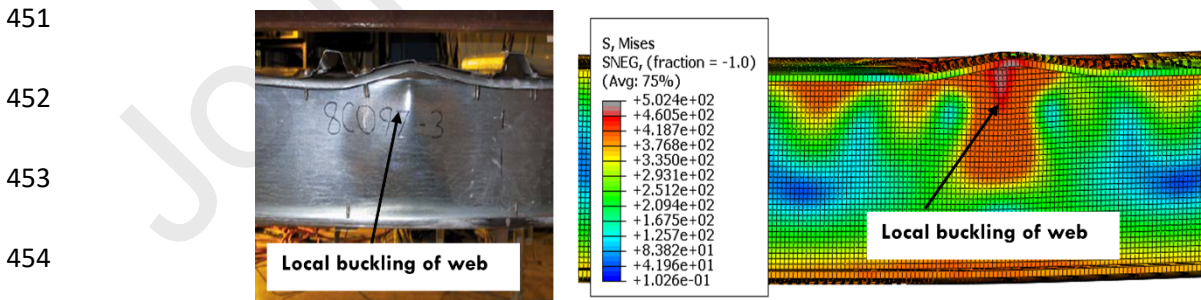 451
452
453
454
Jo
8C097-3
Local buckling of web
S, Mises
SNEG, (fraction = -1.0)
(Avg: 75%)
+5.024e+02
+4.605e+02
+4.187e+02
+3.768e+02
+3.350e+02
+2.931e+02
+2.512e+02
+2.094e+02
+1.675e+02
+1.257e+02
+8.382e+01
+4.196e+01
+1.026e-01
Local buckling of web